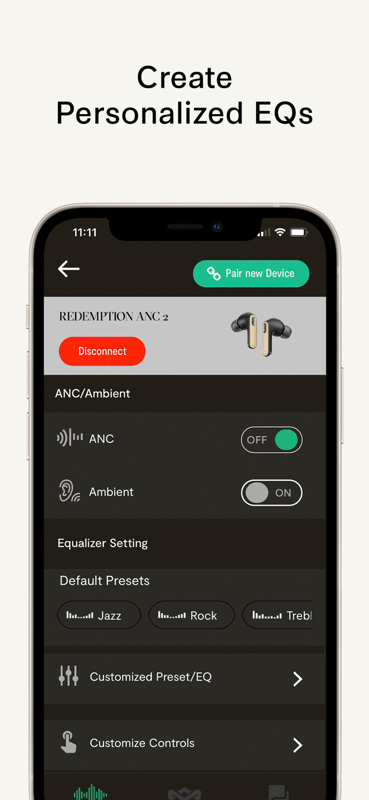 Create
Personalized EQs
11:11
Pair new Device
REDEMPTION ANC 2
Disconnect
ANC/Ambient
ANC
OFF
Ambient
ON
Equalizer Setting
Default Presets
Jazz
Rock
Trebl
Customized Preset/EQ
Customize Controls